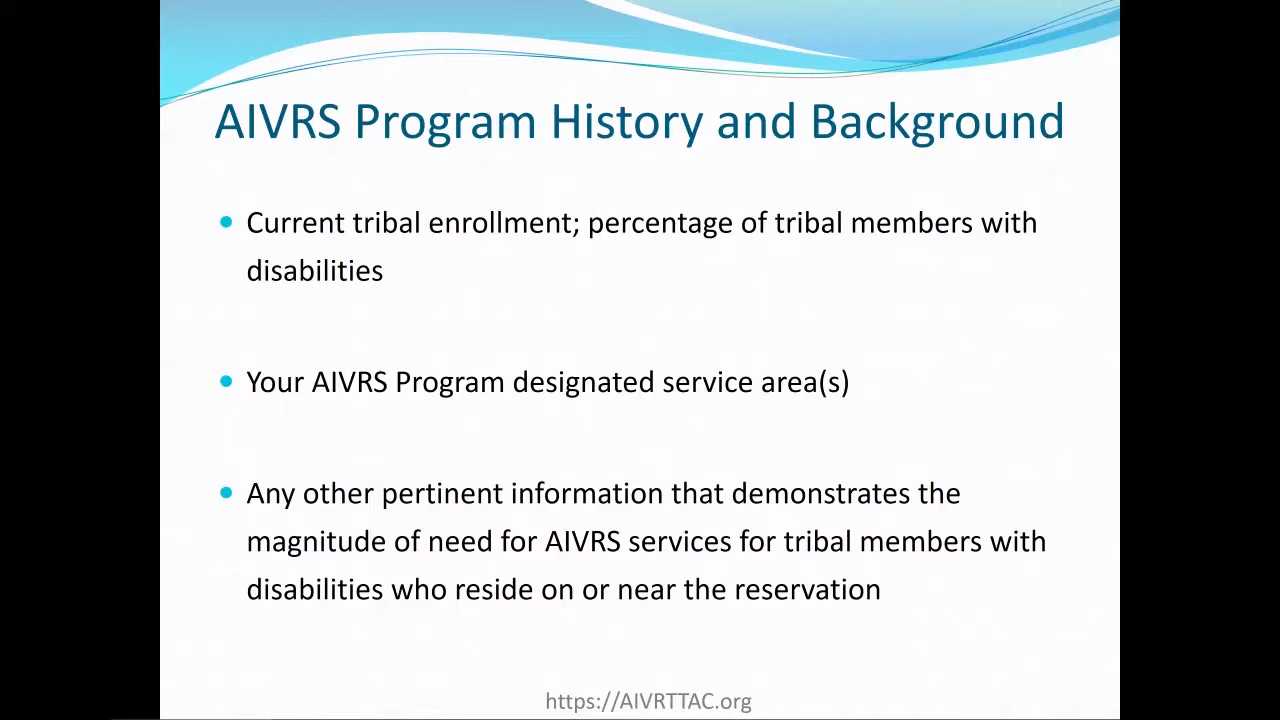 AIVRS Program History and Background
Current tribal enrollment; percentage of tribal members with
disabilities
Your AIVRS Program designated service area(s)
Any other pertinent information that demonstrates the
magnitude of need for AIVRS services for tribal members with
disabilities who reside on or near the reservation
https://AIVRTTAC.org